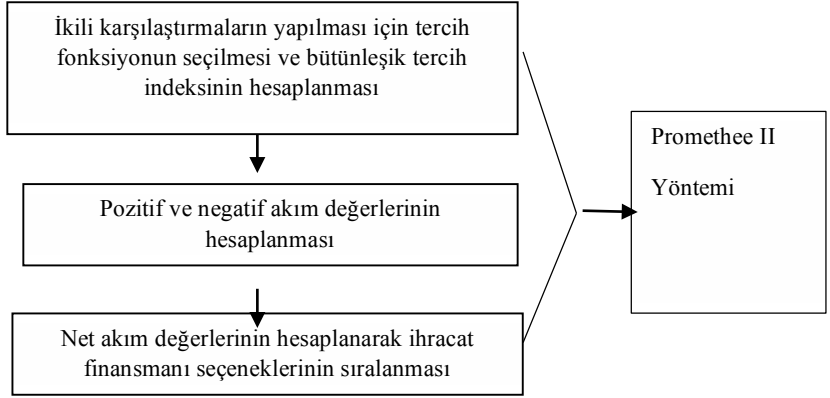 İkili karşılaştırmaların yapılması için tercih
fonksiyonun seçilmesi ve bütünleşik tercih
indeksinin hesaplanması
Pozitif ve negatif akım değerlerinin
hesaplanması
Net akım değerlerinin hesaplanarak ihracat
finansmanı seçeneklerinin sıralanması
Promethee II
Yöntemi